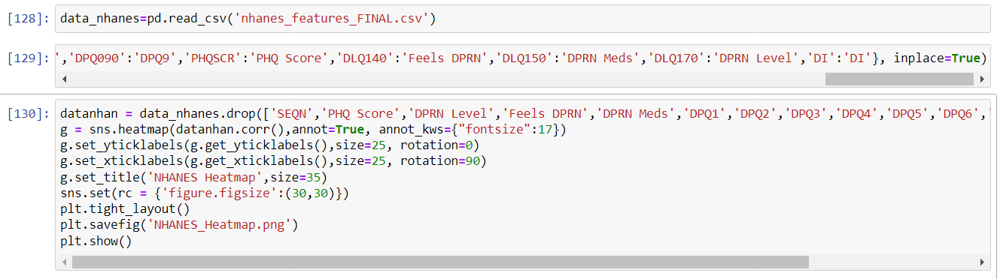 [128]: data_nhanes=pd.read_csv('nhanes_features_FINAL.csv')
[129]: ','DPQ090':'DPQ9','PHQSCR':'PHQ Score','DLQ140':'Feels DPRN','DLQ150':'DPRN Meds','DLQ170':'DPRN Level','DI':'DI'}, inplace=True)
[130]: datanhan = data_nhanes.drop(['SEQN','PHQ Score','DPRN Level','Feels DPRN','DPRN Meds','DPQ1','DPQ2','DPQ3','DPQ4','DPQ5','DPQ6','
g = sns.heatmap(datanhan.corr(),annot=True, annot_kws={"fontsize":17})
g.set_yticklabels(g.get_yticklabels(),size=25, rotation=0)
g.set_xticklabels(g.get_xticklabels(),size=25, rotation=90)
g.set_title('NHANES Heatmap',size=35)
sns.set(rc = {'figure.figsize':(30,30)})
plt.tight_layout()
plt.savefig('NHANES_Heatmap.png')
plt.show()